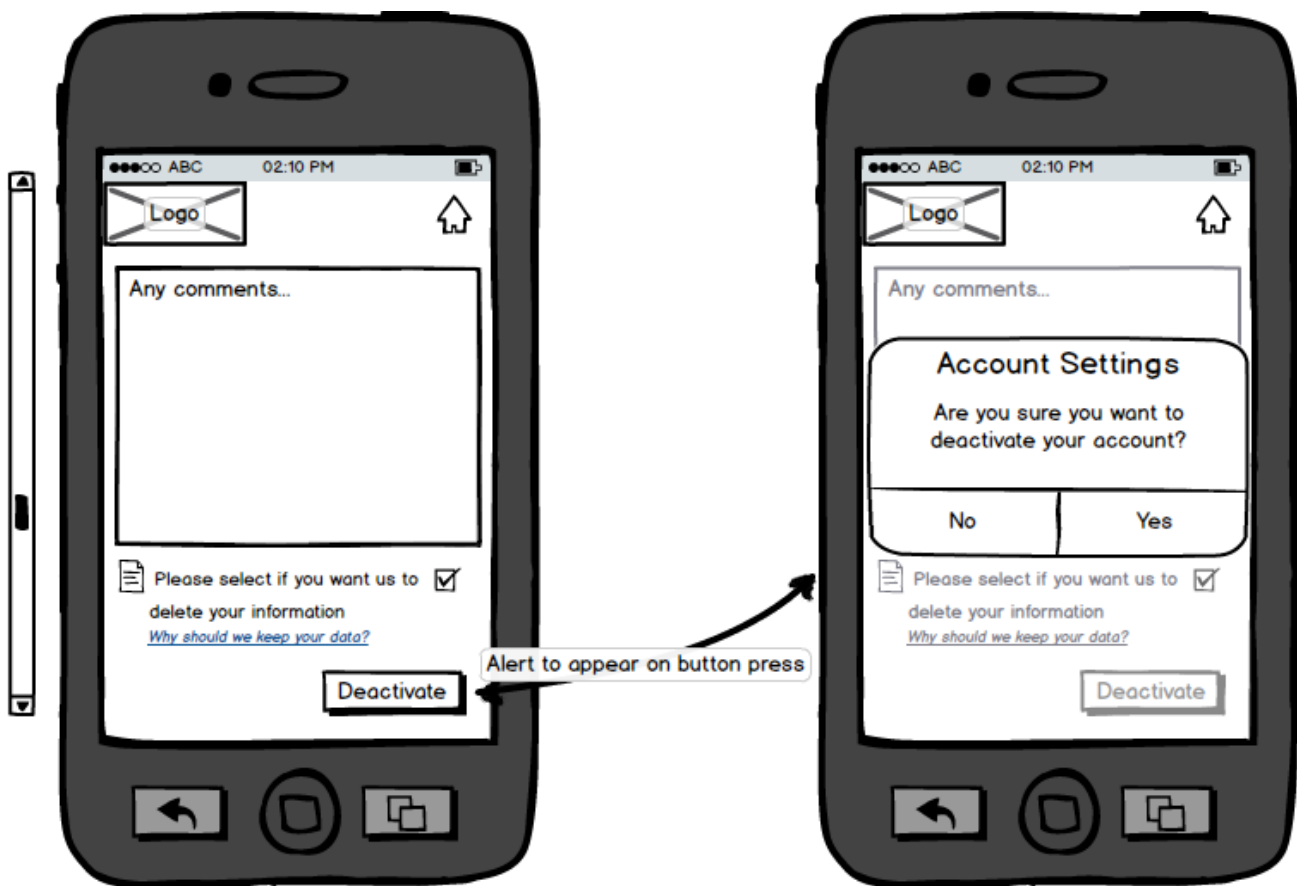 ABC 02:10 PM
Logo
Any comments...
Please select if you want us to
delete your information
Why should we keep your data?
Deactivate
Alert to appear on button press
ABC 02:10 PM
Logo
Any comments...
Account Settings
Are you sure you want to
deactivate your account?
No Yes
Please select if you want us to
delete your information
Why should we keep your data?
Deactivate